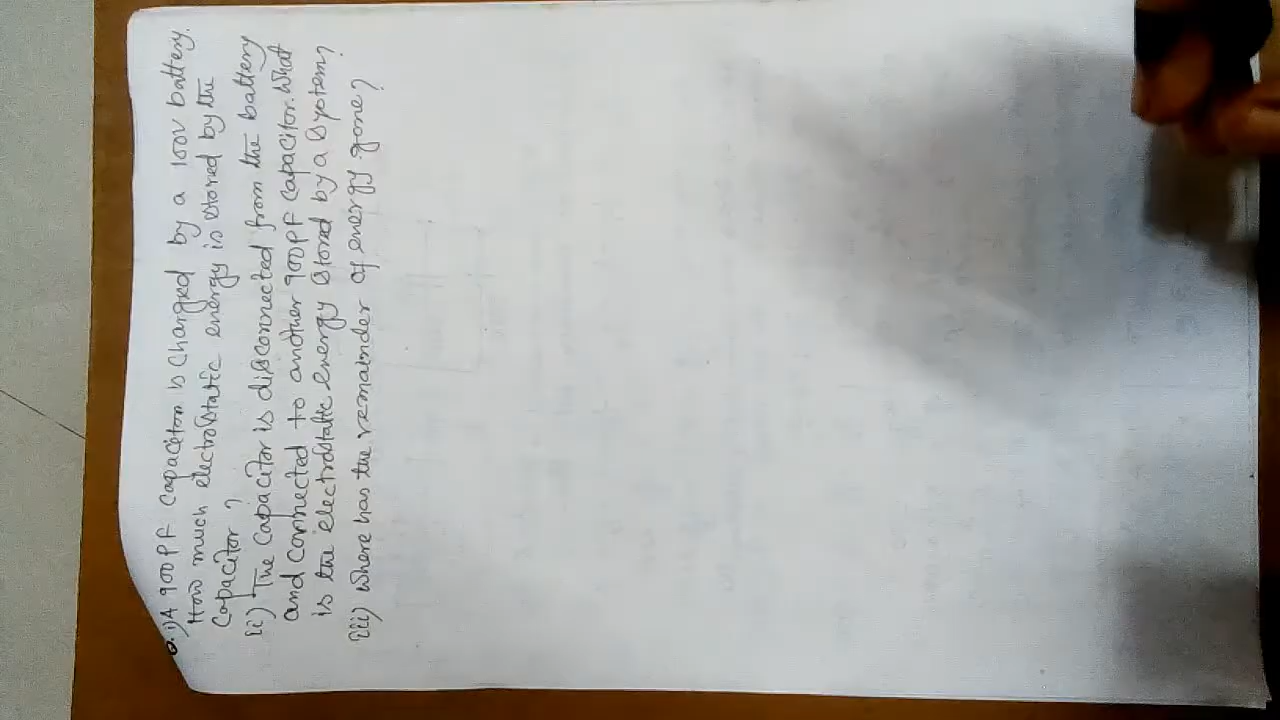 Q. i) A 900 PF Capacitor is Charged by a 100V battery.
How much electrostatic energy is stored by the
Capacitor ?
ii) The Capacitor is disconnected from the battery
and connected to another 900 PF Capacitor. What
is the electrostatic energy stored by a System?
iii) Where has the remainder of energy gone ?